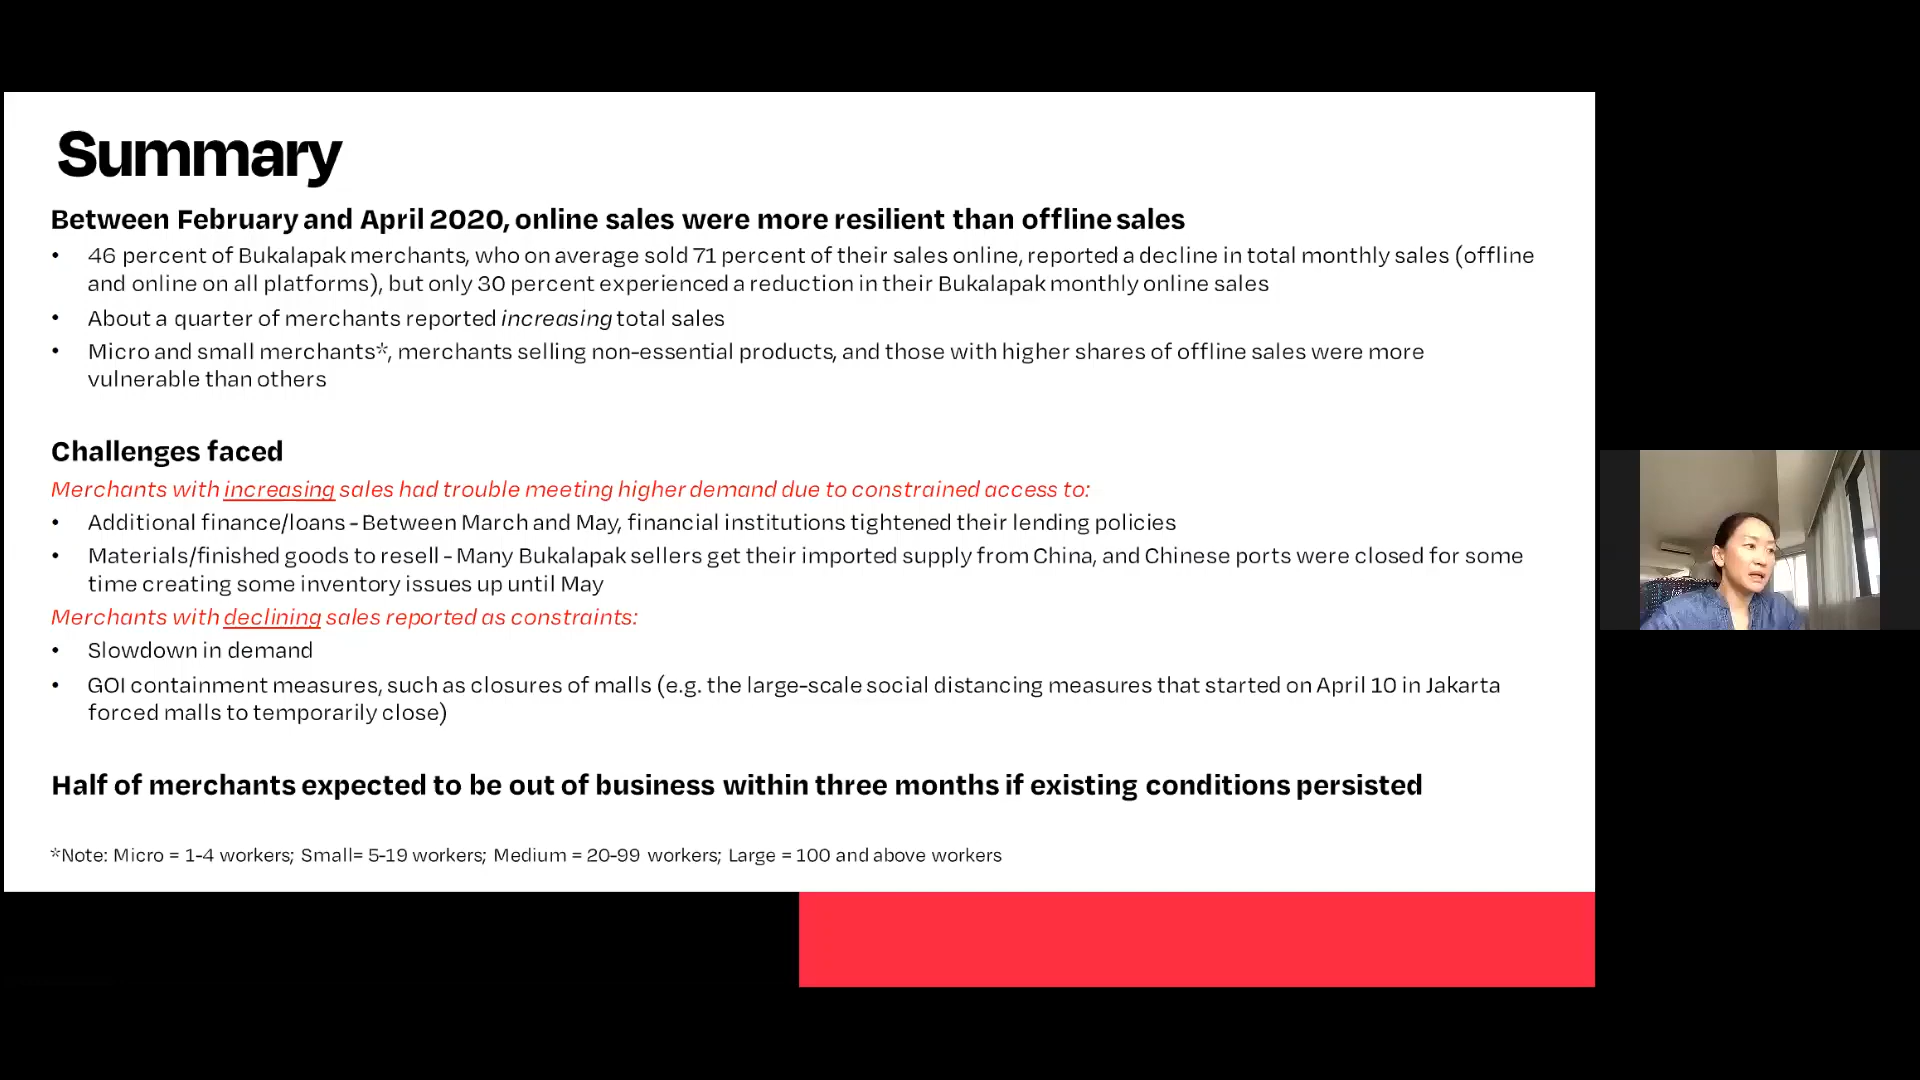 Summary
Between February and April 2020, online sales were more resilient than offline sales
• 46 percent of Bukalapak merchants, who on average sold 71 percent of their sales online, reported a decline in total monthly sales (offline
and online on all platforms), but only 30 percent experienced a reduction in their Bukalapak monthly online sales
• About a quarter of merchants reported increasing total sales
• Micro and small merchants*, merchants selling non-essential products, and those with higher shares of offline sales were more
vulnerable than others
Challenges faced
Merchants with increasing sales had trouble meeting higher demand due to constrained access to:
• Additional finance/loans - Between March and May, financial institutions tightened their lending policies
• Materials/finished goods to resell - Many Bukalapak sellers get their imported supply from China, and Chinese ports were closed for some
time creating some inventory issues up until May
Merchants with declining sales reported as constraints:
• Slowdown in demand
• GOI containment measures, such as closures of malls (e.g. the large-scale social distancing measures that started on April 10 in Jakarta
forced malls to temporarily close)
Half of merchants expected to be out of business within three months if existing conditions persisted
*Note: Micro = 1-4 workers; Small= 5-19 workers; Medium = 20-99 workers; Large = 100 and above workers